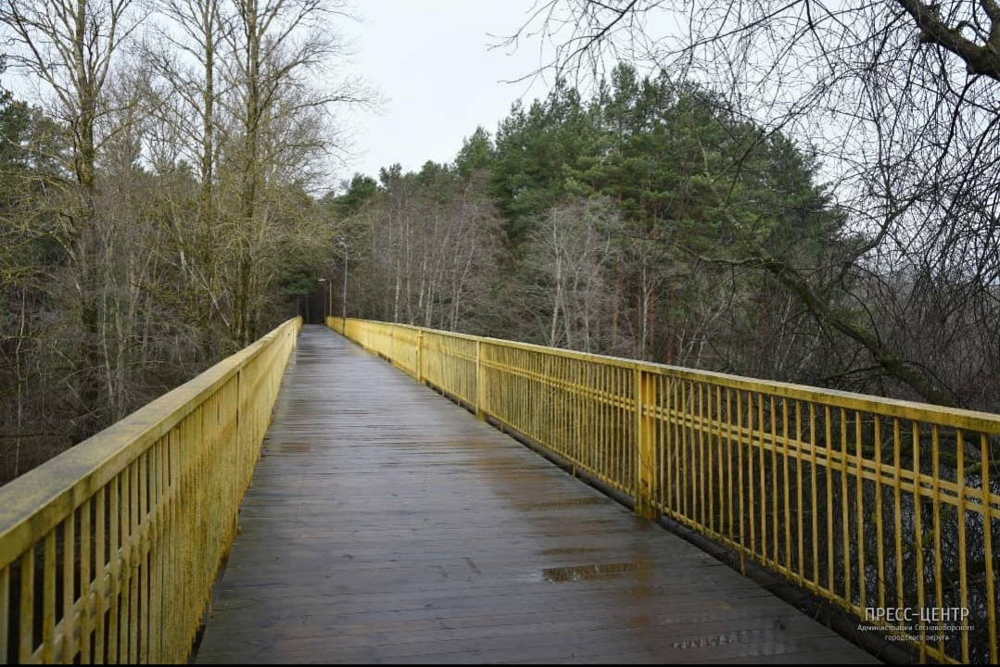 ПРЕСС-ЦЕНТР
Администрации Сосновоборского
городского округа